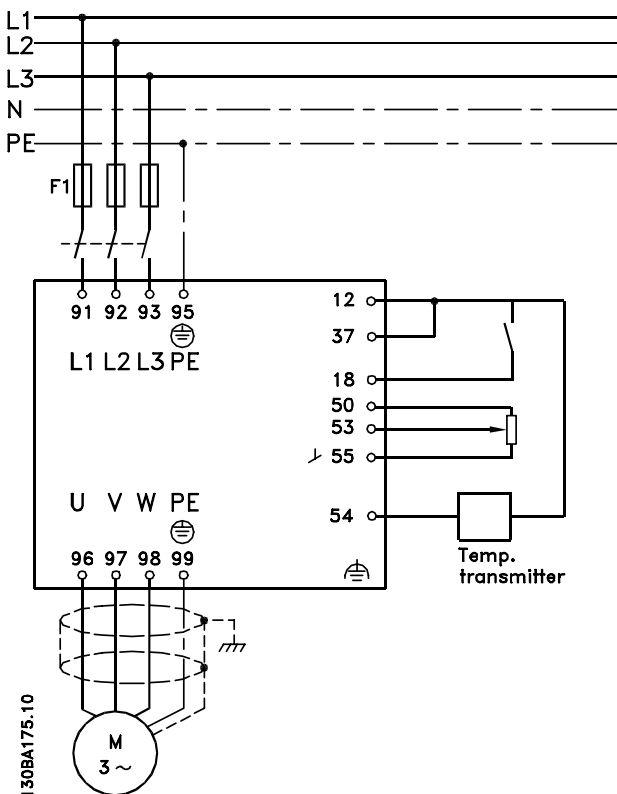 L1
L2
L3
N
PE
F1
91 92 93 95
L1 L2 L3 PE
12
37
18
50
53
55
54
Temp.
transmitter
U V W PE
96 97 98 99
M
3 ~
130BA175.10